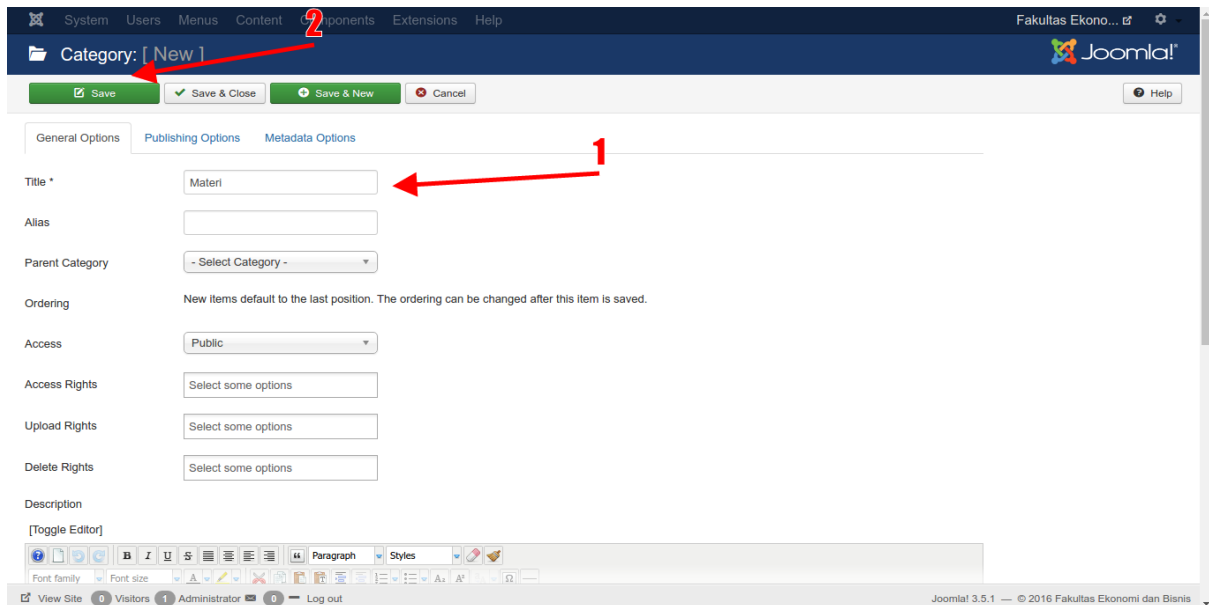 System Users Menus Content Components Extensions Help Fakultas Ekono...
2
Category: [ New ] Joomla!
Save Save & Close Save & New Cancel Help
General Options Publishing Options Metadata Options
1
Title * Materi
Alias
Parent Category - Select Category -
Ordering New items default to the last position. The ordering can be changed after this item is saved.
Access Public
Access Rights Select some options
Upload Rights Select some options
Delete Rights Select some options
Description
[Toggle Editor]
B I U S Paragraph Styles
Font family Font size A A₂ A² Ω
View Site 0 Visitors 1 Administrator 0 Log out Joomla! 3.5.1 — © 2016 Fakultas Ekonomi dan Bisnis